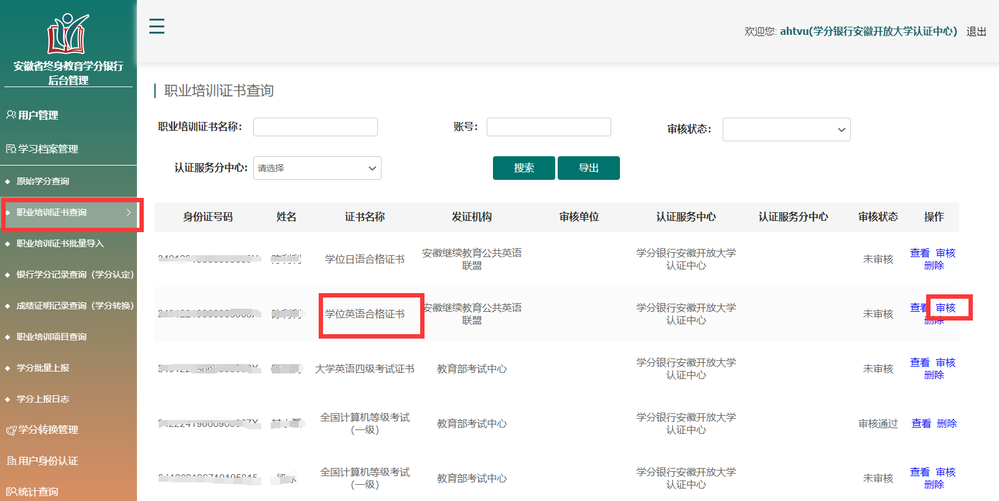 安徽省终身教育学分银行
后台管理
用户管理
学习档案管理
原始学分查询
职业培训证书查询
职业培训证书批量导入
银行学分记录查询（学分认定）
成绩证明记录查询（学分转换）
职业培训项目查询
学分批量上报
学分上报日志
学分转换管理
用户身份认证
统计查询
欢迎您: ahtvu(学分银行安徽开放大学认证中心) 退出
职业培训证书查询
职业培训证书名称: 账号: 审核状态:
认证服务分中心: 请选择 搜索 导出
身份证号码 姓名 证书名称 发证机构 审核单位 认证服务中心 认证服务分中心 审核状态 操作
学位日语合格证书 安徽继续教育公共英语 学分银行安徽开放大学 未审核 查看 审核
联盟 认证中心 删除
学位英语合格证书 安徽继续教育公共英语 学分银行安徽开放大学 未审核 查看 审核
联盟 认证中心 删除
大学英语四级考试证书 教育部考试中心 学分银行安徽开放大学 未审核 查看 审核
认证中心 删除
全国计算机等级考试 教育部考试中心 学分银行安徽开放大学 审核通过 查看 删除
（一级） 认证中心
全国计算机等级考试 教育部考试中心 学分银行安徽开放大学 未审核 查看 审核
（一级） 认证中心 删除